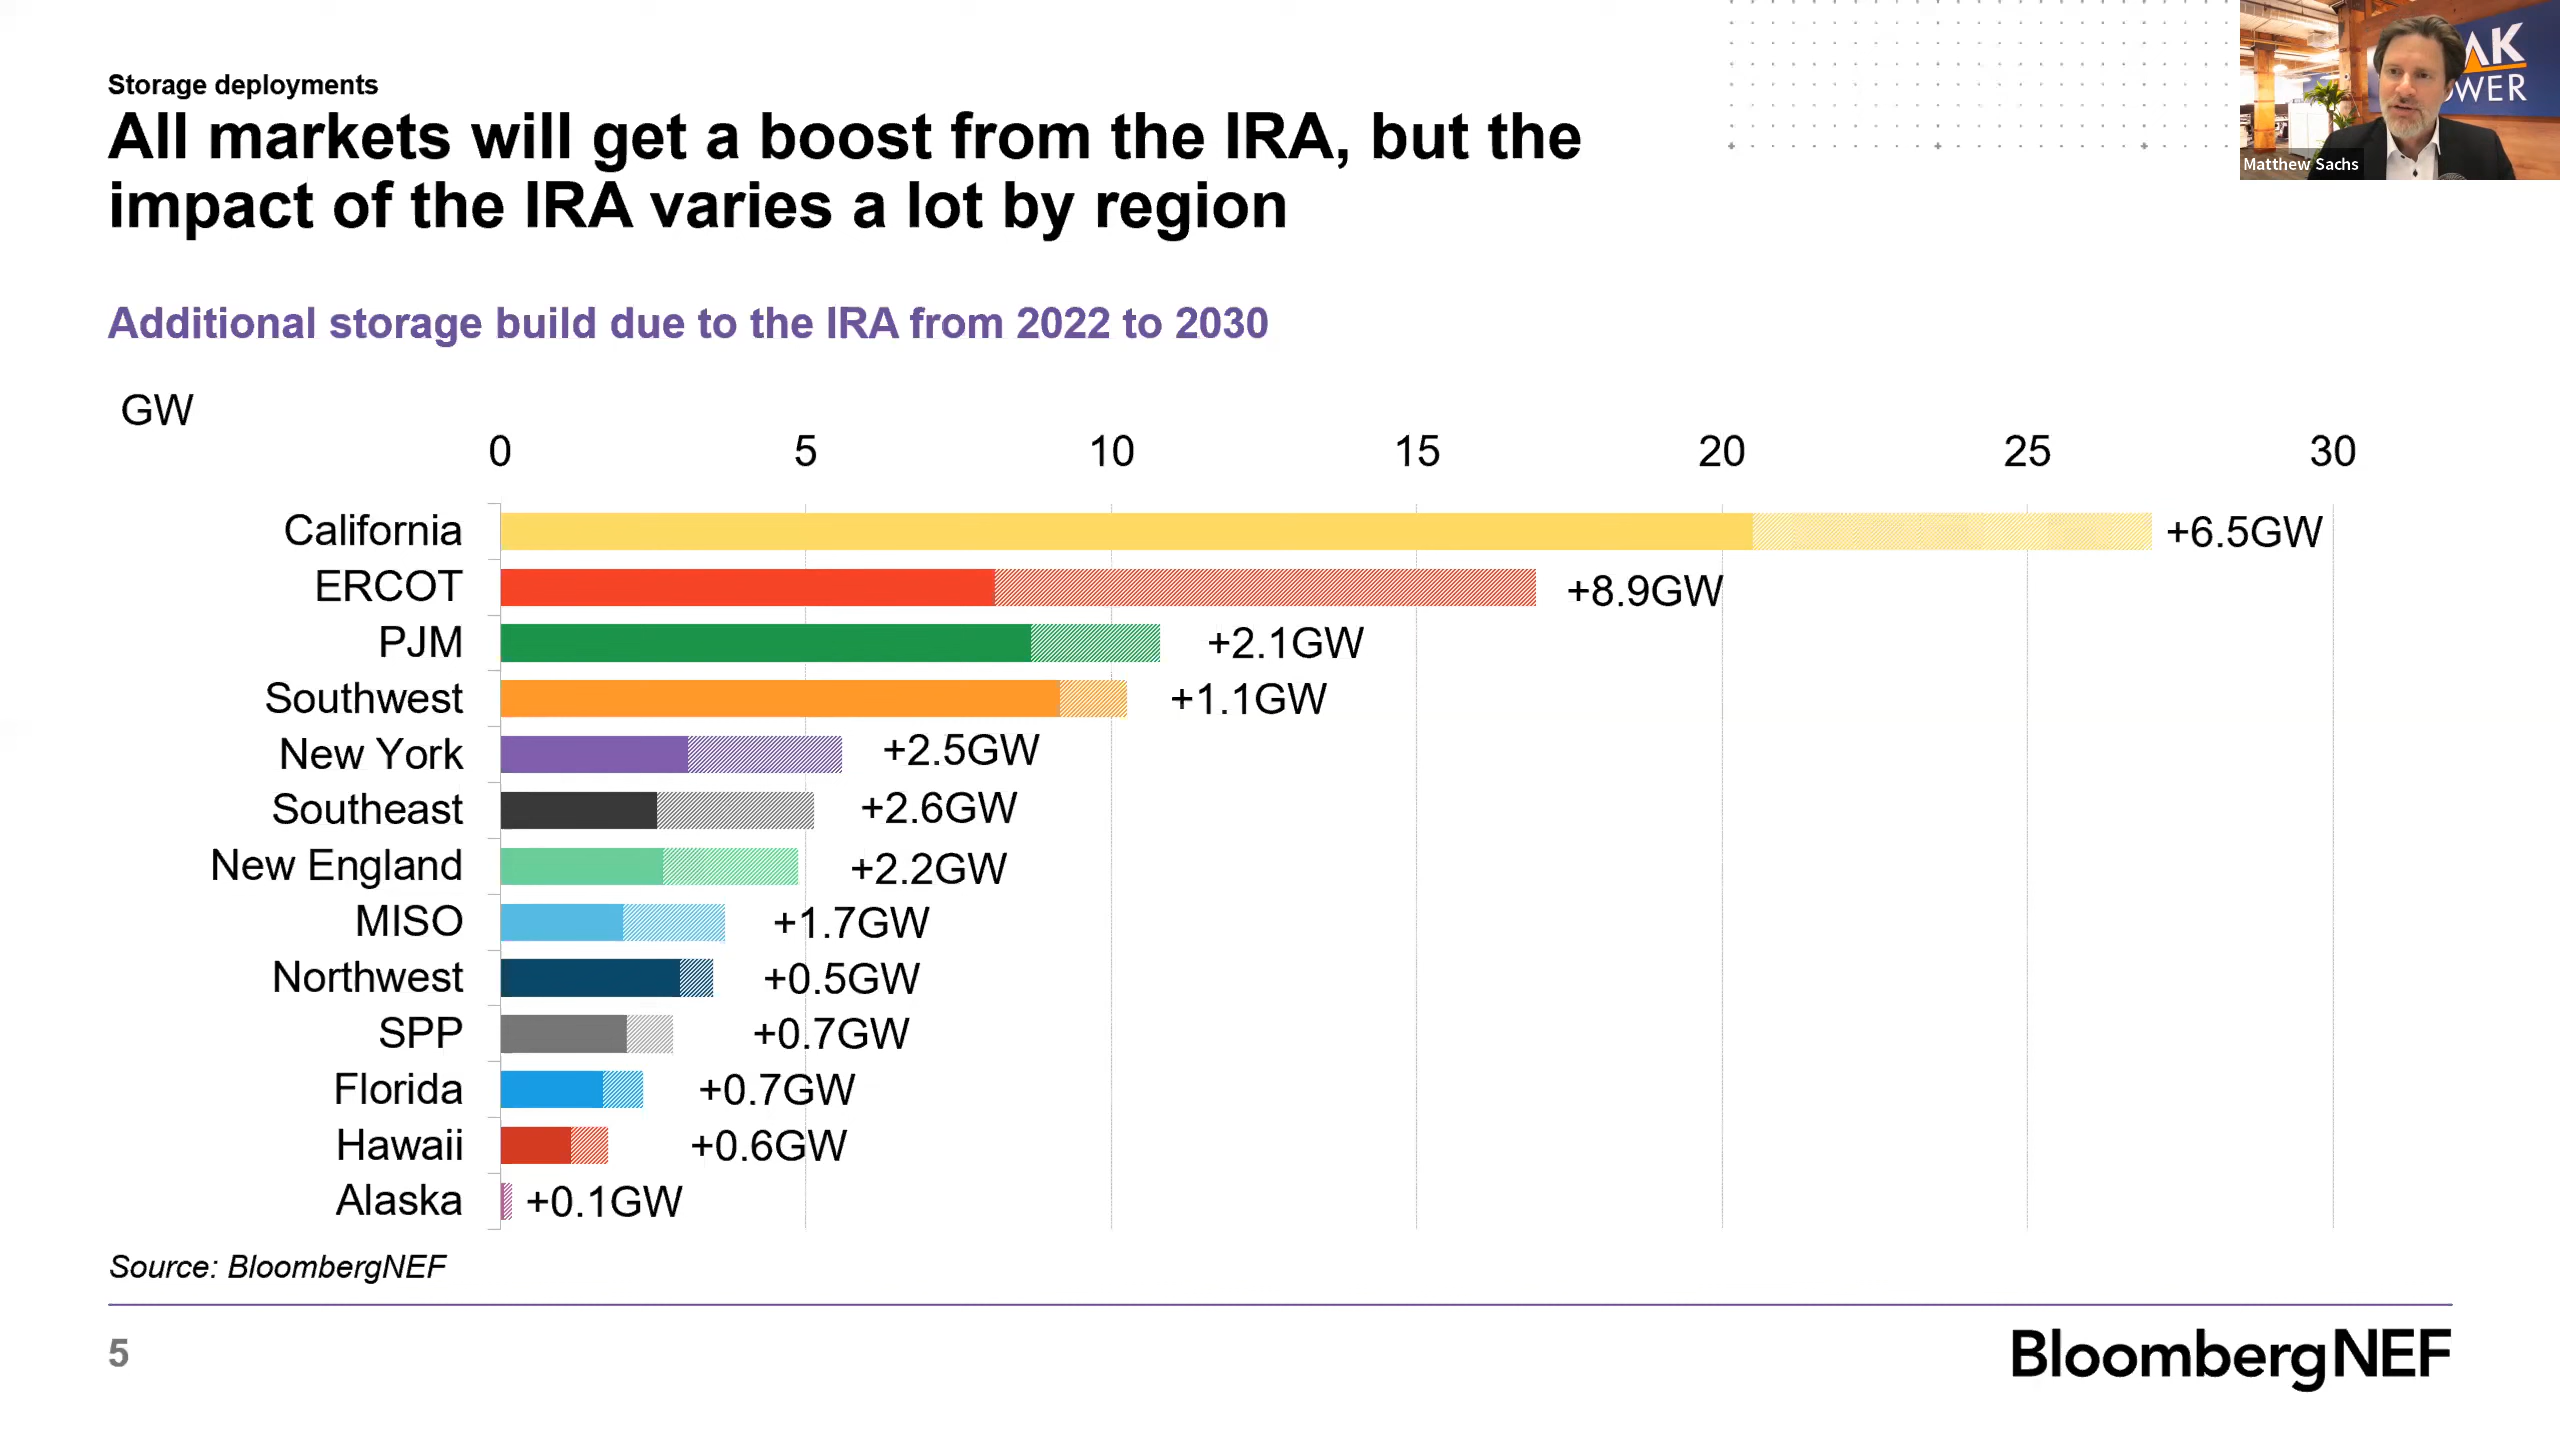 Storage deployments
All markets will get a boost from the IRA, but the
impact of the IRA varies a lot by region
AK
WER
Matthew Sachs
Additional storage build due to the IRA from 2022 to 2030
GW
0 5 10 15 20 25 30
California +6.5GW
ERCOT +8.9GW
PJM +2.1GW
Southwest +1.1GW
New York +2.5GW
Southeast +2.6GW
New England +2.2GW
MISO +1.7GW
Northwest +0.5GW
SPP +0.7GW
Florida +0.7GW
Hawaii +0.6GW
Alaska +0.1GW
Source: BloombergNEF
5
BloombergNEF